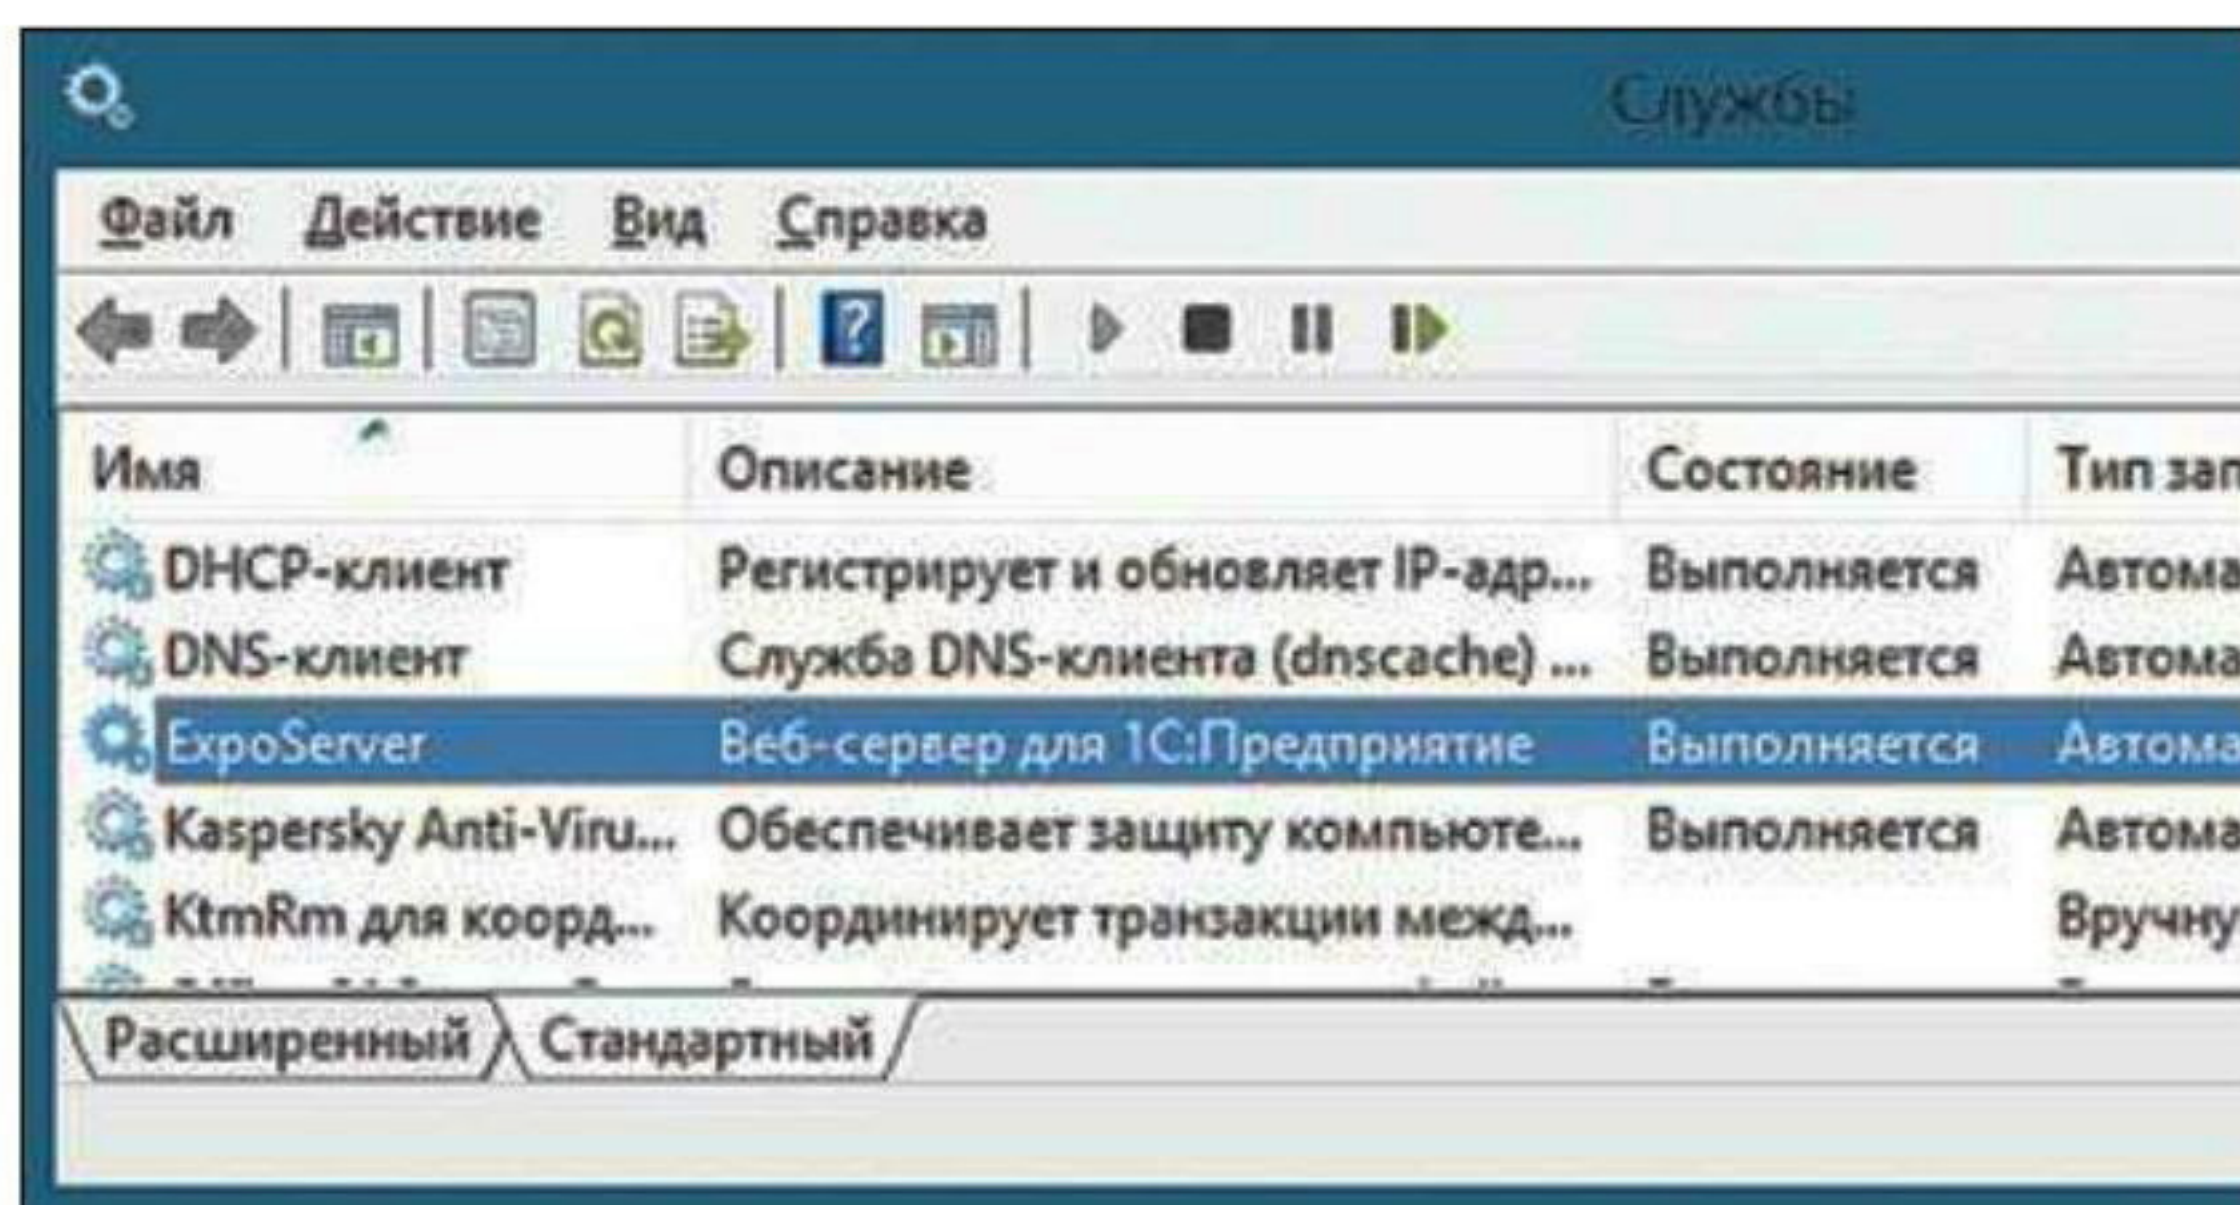 Службы
Файл Действие Вид Справка
Имя Описание Состояние Тип зап
DHCP-клиент Регистрирует и обновляет IP-адр... Выполняется Автома
DNS-клиент Служба DNS-клиента (dnscache) ... Выполняется Автома
ExpoServer Веб-сервер для 1С:Предприятие Выполняется Автома
Kaspersky Anti-Viru... Обеспечивает защиту компьюте... Выполняется Автома
KtmRm для коорд... Координирует транзакции межд... Вручну
Расширенный Стандартный